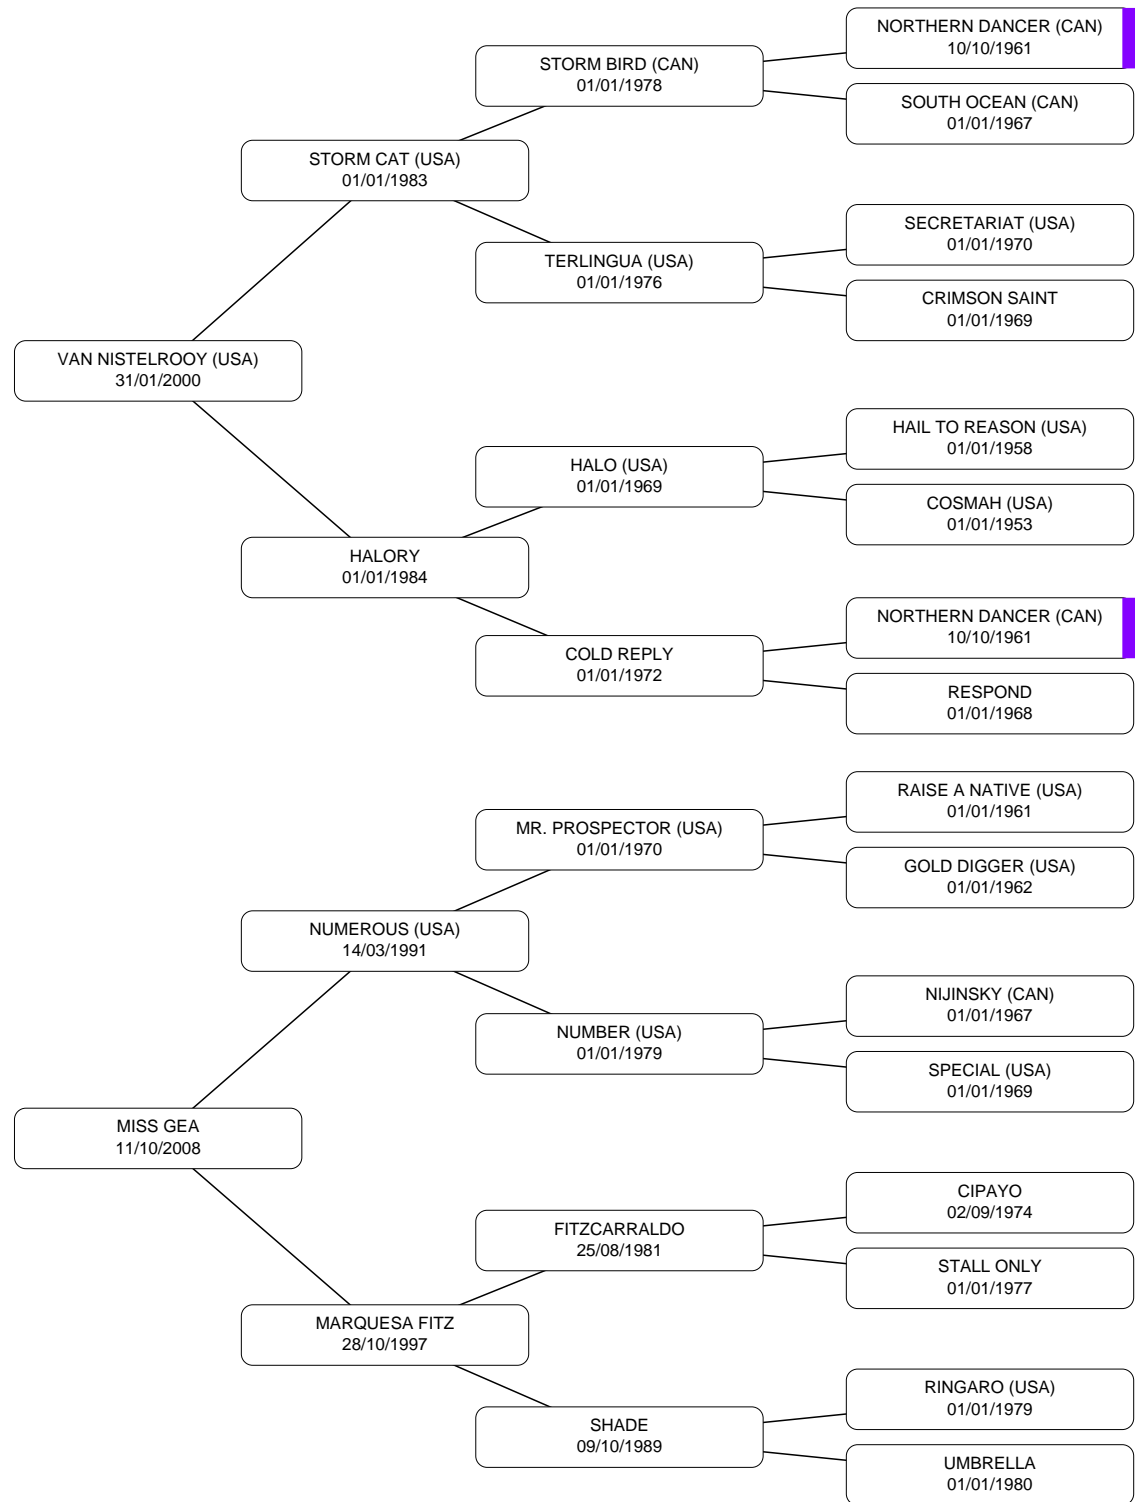 NORTHERN DANCER (CAN)
10/10/1961
STORM BIRD (CAN)
01/01/1978
SOUTH OCEAN (CAN)
01/01/1967
STORM CAT (USA)
01/01/1983
SECRETARIAT (USA)
01/01/1970
TERLINGUA (USA)
01/01/1976
CRIMSON SAINT
01/01/1969
VAN NISTELROOY (USA)
31/01/2000
HAIL TO REASON (USA)
01/01/1958
HALO (USA)
01/01/1969
COSMAH (USA)
01/01/1953
HALORY
01/01/1984
NORTHERN DANCER (CAN)
10/10/1961
COLD REPLY
01/01/1972
RESPOND
01/01/1968
RAISE A NATIVE (USA)
01/01/1961
MR. PROSPECTOR (USA)
01/01/1970
GOLD DIGGER (USA)
01/01/1962
NUMEROUS (USA)
14/03/1991
NIJINSKY (CAN)
01/01/1967
NUMBER (USA)
01/01/1979
SPECIAL (USA)
01/01/1969
MISS GEA
11/10/2008
CIPAYO
02/09/1974
FITZCARRALDO
25/08/1981
STALL ONLY
01/01/1977
MARQUESA FITZ
28/10/1997
RINGARO (USA)
01/01/1979
SHADE
09/10/1989
UMBRELLA
01/01/1980